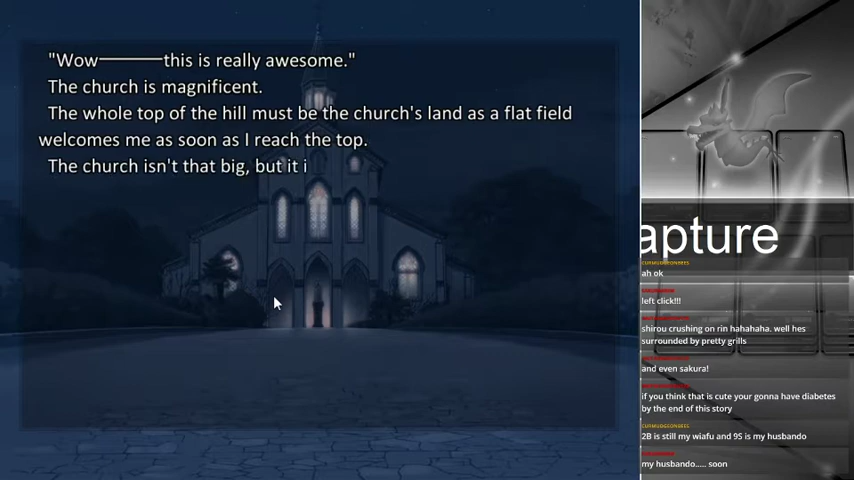 "Wow———this is really awesome."
The church is magnificent.
The whole top of the hill must be the church's land as a flat field
welcomes me as soon as I reach the top.
The church isn't that big, but it i
apture
ah ok
left click!!!
shirou crushing on rin hahahaha. well hes
surrounded by pretty grills
and even sakura!
if you think that is cute your gonna have diabetes
by the end of this story
2B is still my wiafu and 9S is my husbando
my husbando..... soon